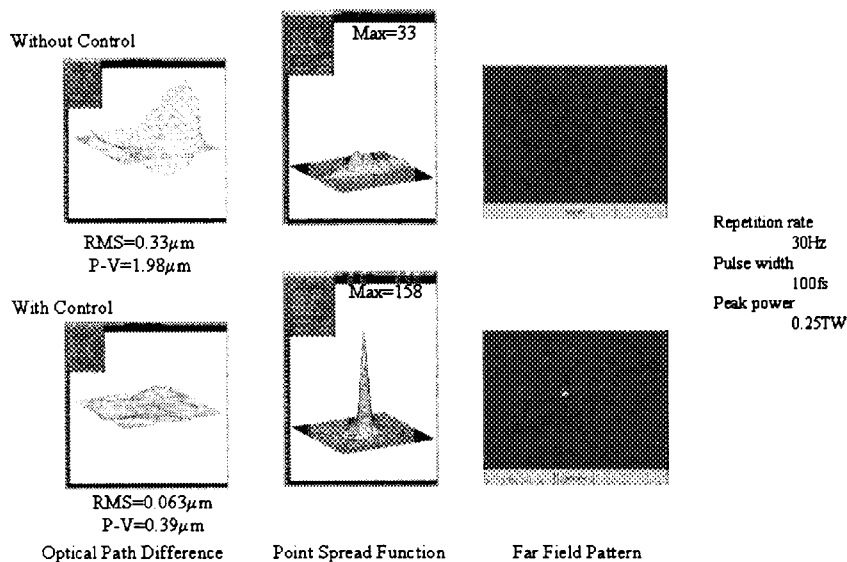 Without Control
Max=33
RMS=0.33μm
P-V=1.98μm
With Control
Max=158
RMS=0.063μm
P-V=0.39μm
Optical Path Difference
Point Spread Function
Far Field Pattern
Repetition rate
30Hz
Pulse width
100fs
Peak power
0.25TW